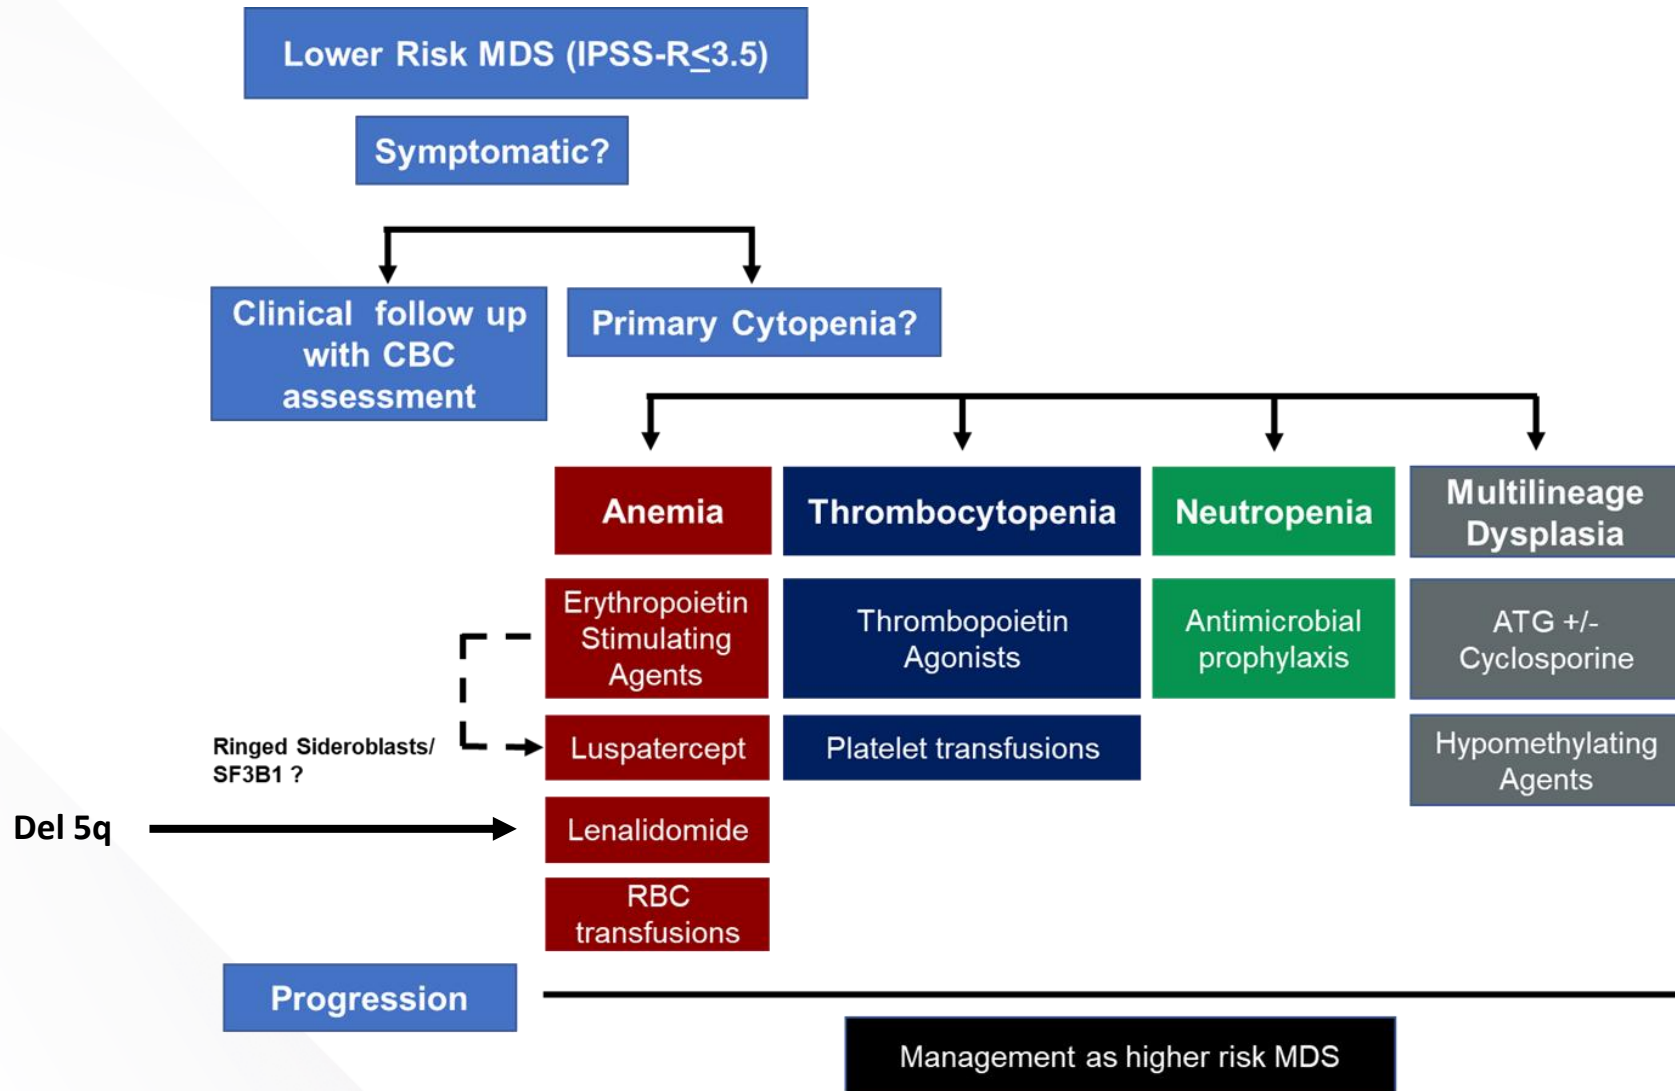 Lower Risk MDS (IPSS-R≤3.5)
Symptomatic?
Clinical follow up
with CBC
assessment
Primary Cytopenia?
Anemia
Thrombocytopenia
Neutropenia
Multilineage
Dysplasia
Erythropoietin
Stimulating
Agents
Thrombopoietin
Agonists
Antimicrobial
prophylaxis
ATG +/-
Cyclosporine
Ringed Sideroblasts/
SF3B1 ?
Luspatercept
Platelet transfusions
Hypomethylating
Agents
Del 5q
Lenalidomide
RBC
transfusions
Progression
Management as higher risk MDS